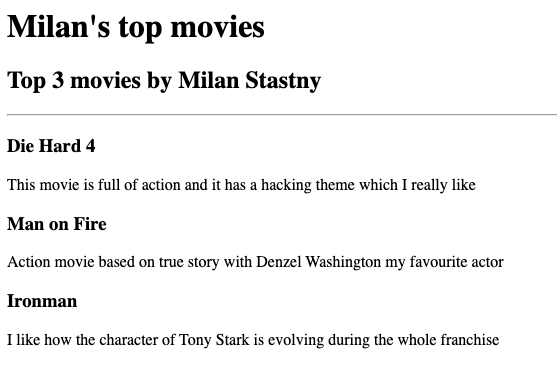 Milan's top movies
Top 3 movies by Milan Stastny
Die Hard 4
This movie is full of action and it has a hacking theme which I really like
Man on Fire
Action movie based on true story with Denzel Washington my favourite actor
Ironman
I like how the character of Tony Stark is evolving during the whole franchise